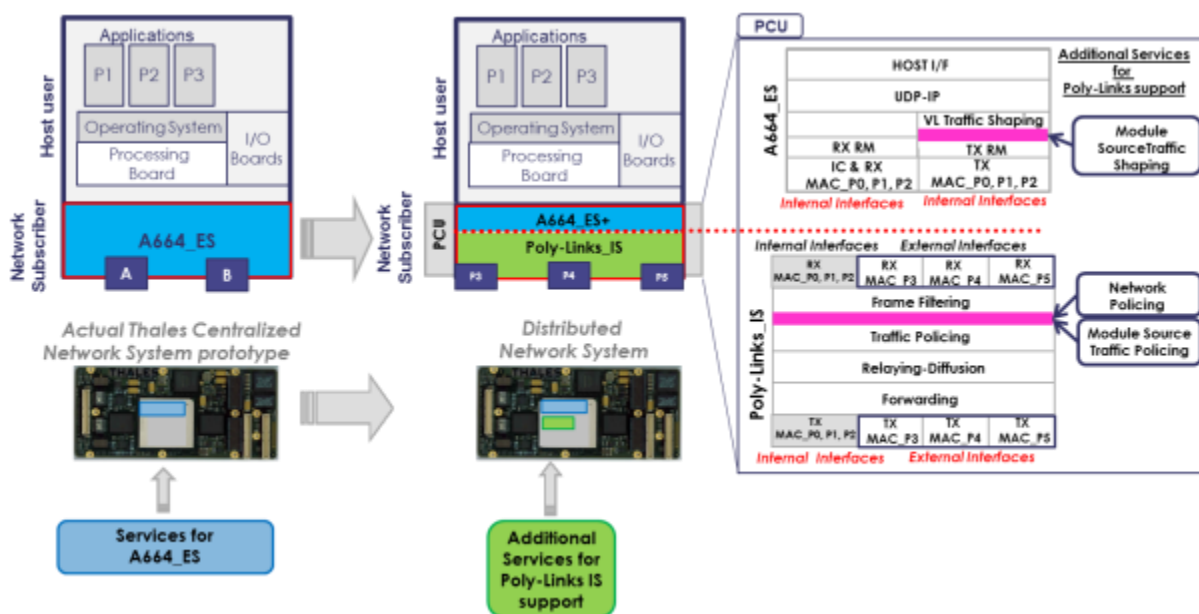 Applications
P1 P2 P3
Operating System
Processing
Board
I/O
Boards
Host user
Network
Subscriber
A664_ES
A B
Actual Thales Centralized
Network System prototype
THALES
Services for
A664_ES
Applications
P1 P2 P3
Operating System
Processing
Board
I/O
Boards
Host user
Network
Subscriber
PCU
A664_ES+
Poly-Links_IS
P3 P4 P5
Distributed
Network System
THALES
Additional
Services for
Poly-Links IS
support
PCU
A664_ES
HOST I/F
UDP-IP
VL Traffic Shaping
RX RM TX RM
IC & RX
MAC_P0, P1, P2
TX
MAC_P0, P1, P2
Internal Interfaces Internal Interfaces
Additional Services
for
Poly-Links support
Module
SourceTraffic
Shaping
Poly-Links_IS
Internal Interfaces External Interfaces
RX
MAC_P0, P1, P2
RX
MAC_P3
RX
MAC_P4
RX
MAC_P5
Frame Filtering
Traffic Policing
Relaying-Diffusion
Forwarding
TX
MAC_P0, P1, P2
TX
MAC_P3
TX
MAC_P4
TX
MAC_P5
Internal Interfaces External Interfaces
Network
Policing
Module Source
Traffic Policing